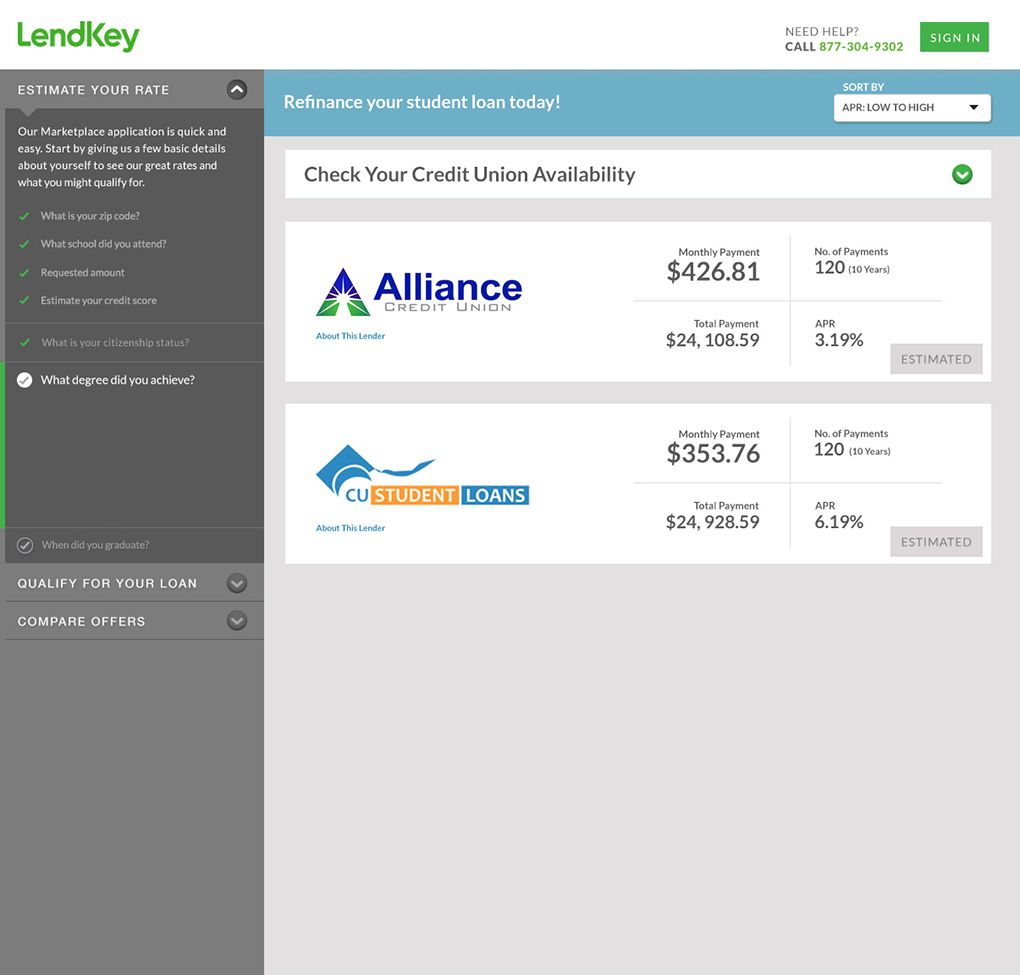 LendKey
NEED HELP?
CALL 877-304-9302
SIGN IN
ESTIMATE YOUR RATE
Our Marketplace application is quick and
easy. Start by giving us a few basic details
about yourself to see our great rates and
what you might qualify for.
What is your zip code?
What school did you attend?
Requested amount
Estimate your credit score
What is your citizenship status?
What degree did you achieve?
When did you graduate?
QUALIFY FOR YOUR LOAN
COMPARE OFFERS
Refinance your student loan today!
SORT BY
APR: LOW TO HIGH
Check Your Credit Union Availability
Alliance
CREDIT UNION
About This Lender
Monthly Payment
$426.81
No. of Payments
120 (10 Years)
Total Payment
$24, 108.59
APR
3.19%
ESTIMATED
CU STUDENT LOANS
About This Lender
Monthly Payment
$353.76
No. of Payments
120 (10 Years)
Total Payment
$24, 928.59
APR
6.19%
ESTIMATED